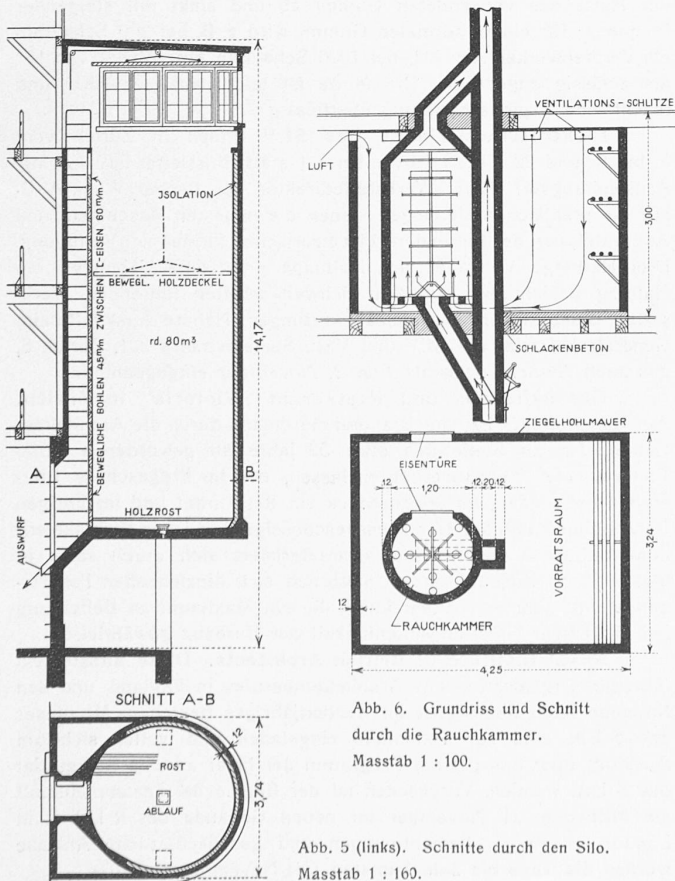 JSOLATION
BEWEGLICHE BOHLEN 45m/m ZWISCHEN C-EISEN 60m/m
BEWEGL. HOLZDECKEL
rd. 80m³
14,17
A
B
HOLZROST
AUSWURF
SCHNITT A-B
12
ROST
ABLAUF
3,74
VENTILATIONS-SCHLITZE
LUFT
3,00
SCHLACKENBETON
ZIEGELHOHLMAUER
EISENTÜRE
12
1,20
12
20
12
VORRATSRAUM
3,24
12
RAUCHKAMMER
4,25
Abb. 6. Grundriss und Schnitt
durch die Rauchkammer.
Masstab 1 : 100.
Abb. 5 (links). Schnitte durch den Silo.
Masstab 1 : 160.